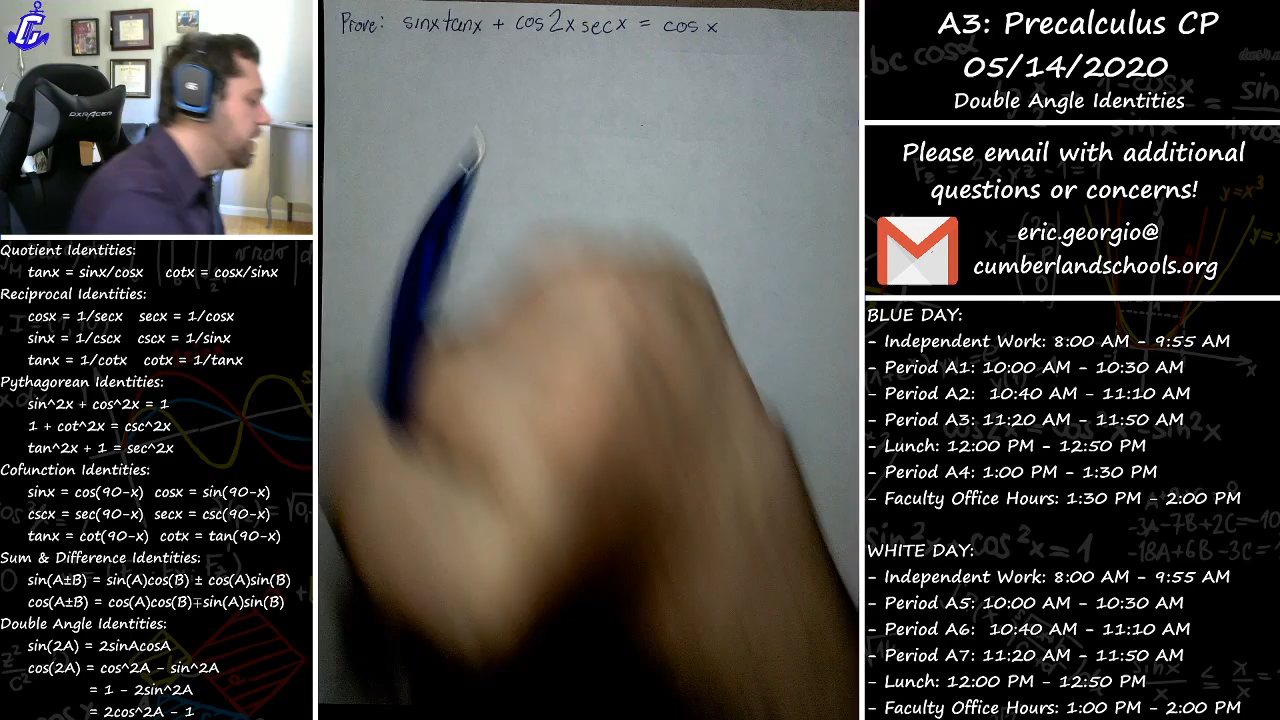 Prove: sinxtanx + cos2xsecx = cosx
A3: Precalculus CP
05/14/2020
Double Angle Identities
Please email with additional
questions or concerns!
eric.georgio@
cumberlandschools.org
Quotient Identities:
tanx = sinx/cosx cotx = cosx/sinx
Reciprocal Identities:
cosx = 1/secx secx = 1/cosx
sinx = 1/cscx cscx = 1/sinx
tanx = 1/cotx cotx = 1/tanx
Pythagorean Identities:
sin^2x + cos^2x = 1
1 + cot^2x = csc^2x
tan^2x + 1 = sec^2x
Cofunction Identities:
sinx = cos(90-x) cosx = sin(90-x)
cscx = sec(90-x) secx = csc(90-x)
tanx = cot(90-x) cotx = tan(90-x)
Sum & Difference Identities:
sin(A±B) = sin(A)cos(B) ± cos(A)sin(B)
cos(A±B) = cos(A)cos(B)∓sin(A)sin(B)
Double Angle Identities:
sin(2A) = 2sinAcosA
cos(2A) = cos^2A - sin^2A
= 1 - 2sin^2A
= 2cos^2A - 1
BLUE DAY:
- Independent Work: 8:00 AM - 9:55 AM
- Period A1: 10:00 AM - 10:30 AM
- Period A2: 10:40 AM - 11:10 AM
- Period A3: 11:20 AM - 11:50 AM
- Lunch: 12:00 PM - 12:50 PM
- Period A4: 1:00 PM - 1:30 PM
- Faculty Office Hours: 1:30 PM - 2:00 PM
WHITE DAY:
- Independent Work: 8:00 AM - 9:55 AM
- Period A5: 10:00 AM - 10:30 AM
- Period A6: 10:40 AM - 11:10 AM
- Period A7: 11:20 AM - 11:50 AM
- Lunch: 12:00 PM - 12:50 PM
- Faculty Office Hours: 1:00 PM - 2:00 PM